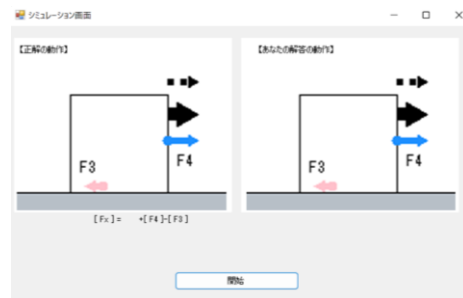 シミュレーション画面
【正解の動作】
【あなたの解答の動作】
F3
F4
F3
F4
[Fx]= +[F4]-[F3]
開始